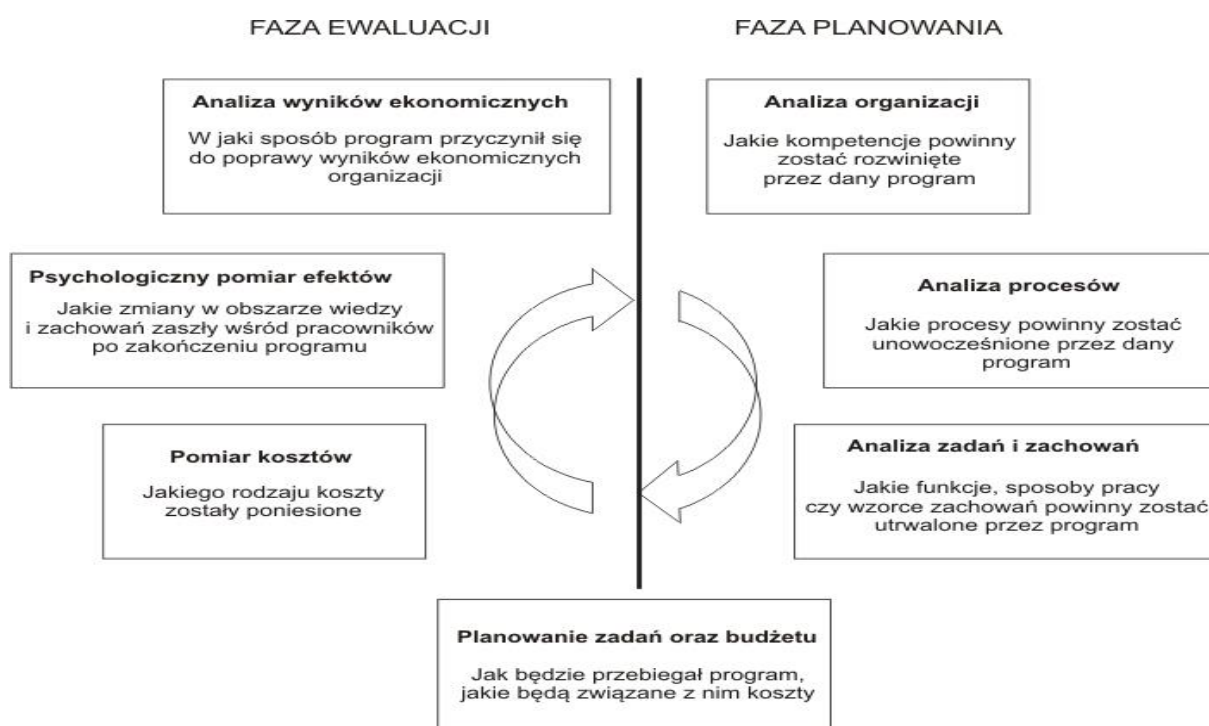 FAZA EWALUACJI
FAZA PLANOWANIA
Analiza wyników ekonomicznych
W jaki sposób program przyczynił się
do poprawy wyników ekonomicznych
organizacji
Analiza organizacji
Jakie kompetencje powinny
zostać rozwinięte
przez dany program
Psychologiczny pomiar efektów
Jakie zmiany w obszarze wiedzy
i zachowań zaszły wśród pracowników
po zakończeniu programu
Analiza procesów
Jakie procesy powinny zostać
unowocześnione przez dany
program
Pomiar kosztów
Jakiego rodzaju koszty
zostały poniesione
Analiza zadań i zachowań
Jakie funkcje, sposoby pracy
czy wzorce zachowań powinny zostać
utrwalone przez program
Planowanie zadań oraz budżetu
Jak będzie przebiegał program,
jakie będą związane z nim koszty